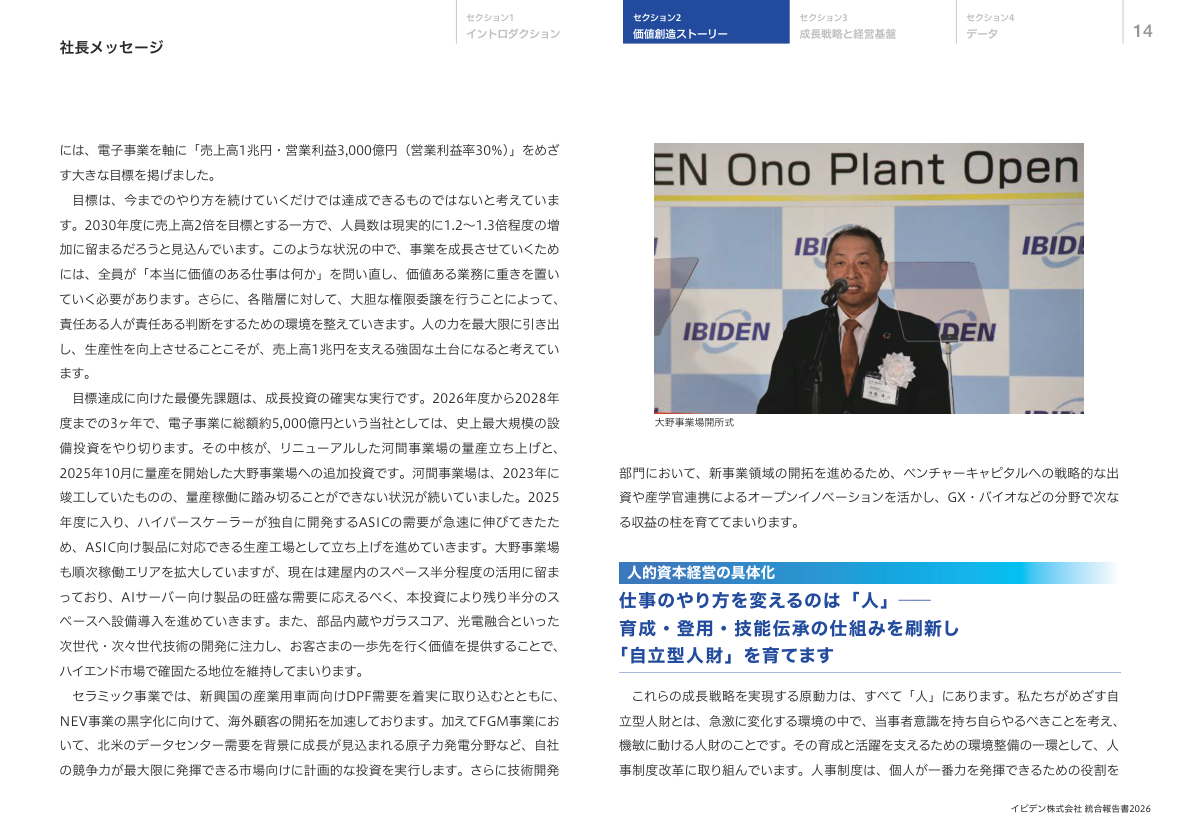 社長メッセージ
セクション1
イントロダクション
セクション2
価値創造ストーリー
セクション3
成長戦略と経営基盤
セクション4
データ
14
には、電子事業を軸に「売上高1兆円・営業利益3,000億円（営業利益率30%）」をめざ
す大きな目標を掲げました。
　目標は、今までのやり方を続けていくだけでは達成できるものではないと考えていま
す。2030年度に売上高2倍を目標とする一方で、人員数は現実的に1.2～1.3倍程度の増
加に留まるだろうと見込んでいます。このような状況の中で、事業を成長させていくため
には、全員が「本当に価値のある仕事は何か」を問い直し、価値ある業務に重きを置い
ていく必要があります。さらに、各階層に対して、大胆な権限委譲を行うことによって、
責任ある人が責任ある判断をするための環境を整えていきます。人の力を最大限に引き出
し、生産性を向上させることこそが、売上高1兆円を支える強固な土台になると考えてい
ます。
　目標達成に向けた最優先課題は、成長投資の確実な実行です。2026年度から2028年
度までの3ヶ年で、電子事業に総額約5,000億円という当社としては、史上最大規模の設
備投資をやり切ります。その中核が、リニューアルした河間事業場の量産立ち上げと、
2025年10月に量産を開始した大野事業場への追加投資です。河間事業場は、2023年に
竣工していたものの、量産稼働に踏み切ることができない状況が続いていました。2025
年度に入り、ハイパースケーラーが独自に開発するASICの需要が急速に伸びてきたた
め、ASIC向け製品に対応できる生産工場として立ち上げを進めていきます。大野事業場
も順次稼働エリアを拡大していますが、現在は建屋内のスペース半分程度の活用に留ま
っており、AIサーバー向け製品の旺盛な需要に応えるべく、本投資により残り半分のス
ペースへ設備導入を進めていきます。また、部品内蔵やガラスコア、光電融合といった
次世代・次々世代技術の開発に注力し、お客さまの一歩先を行く価値を提供することで、
ハイエンド市場で確固たる地位を維持してまいります。
　セラミック事業では、新興国の産業用車両向けDPF需要を着実に取り込むとともに、
NEV事業の黒字化に向けて、海外顧客の開拓を加速しております。加えてFGM事業にお
いて、北米のデータセンター需要を背景に成長が見込まれる原子力発電分野など、自社
の競争力が最大限に発揮できる市場向けに計画的な投資を実行します。さらに技術開発
EN Ono Plant Open
IBI
IBIDE
IBIDEN
IDEN
大野事業場開所式
部門において、新事業領域の開拓を進めるため、ベンチャーキャピタルへの戦略的な出
資や産学官連携によるオープンイノベーションを活かし、GX・バイオなどの分野で次な
る収益の柱を育ててまいります。
人的資本経営の具体化
仕事のやり方を変えるのは「人」――
育成・登用・技能伝承の仕組みを刷新し
「自立型人財」を育てます
　これらの成長戦略を実現する原動力は、すべて「人」にあります。私たちがめざす自
立型人財とは、急激に変化する環境の中で、当事者意識を持ち自らやるべきことを考え、
機敏に動ける人財のことです。その育成と活躍を支えるための環境整備の一環として、人
事制度改革に取り組んでいます。人事制度は、個人が一番力を発揮できるための役割を
イビデン株式会社 統合報告書2026